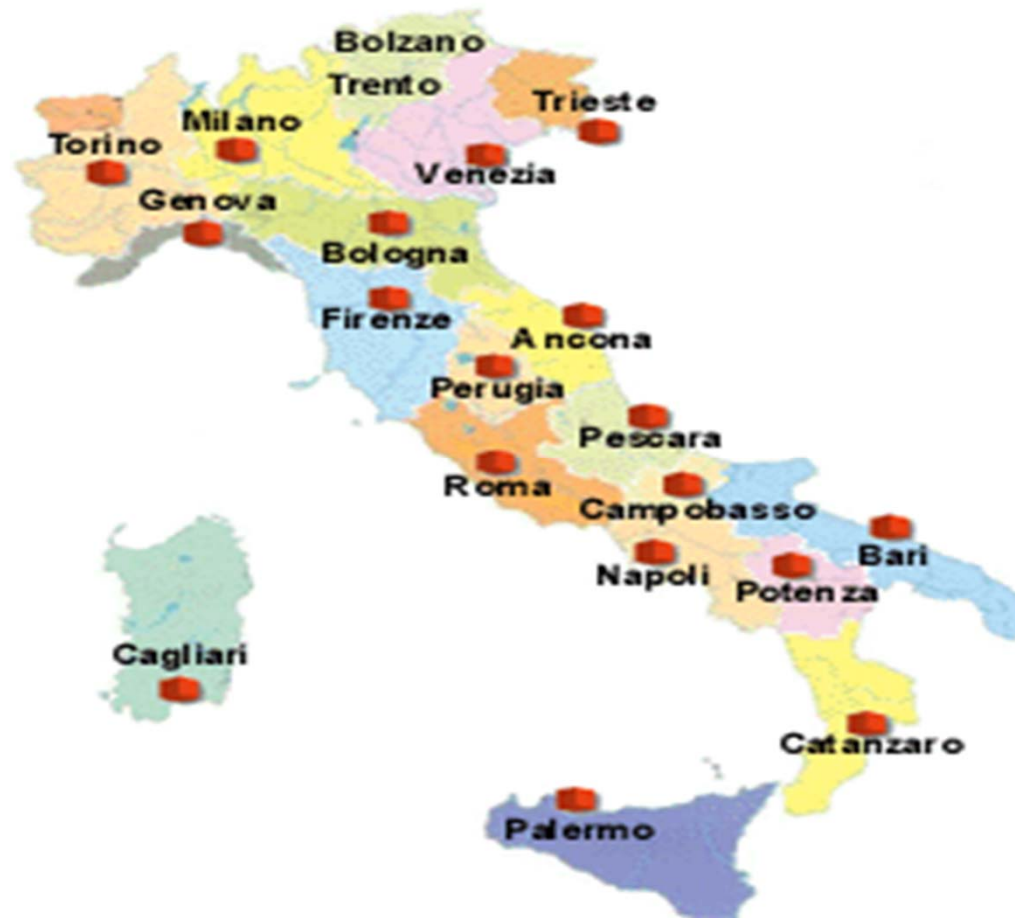 Bolzano
Trento
Trieste
Milano
Torino
Venezia
Genova
Bologna
Firenze
Ancona
Perugia
Pescara
Roma
Campobasso
Bari
Napoli
Potenza
Cagliari
Catanzaro
Palermo